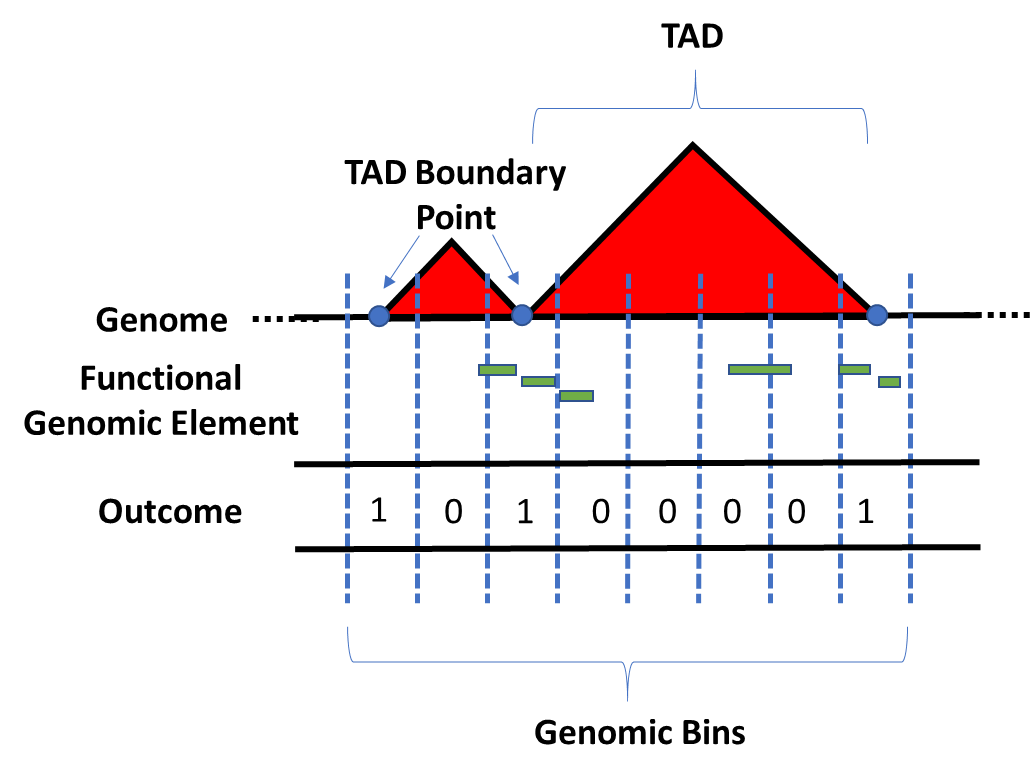 TAD
TAD Boundary
Point
Genome
Functional
Genomic Element
Outcome 1 0 1 0 0 0 0 1
Genomic Bins